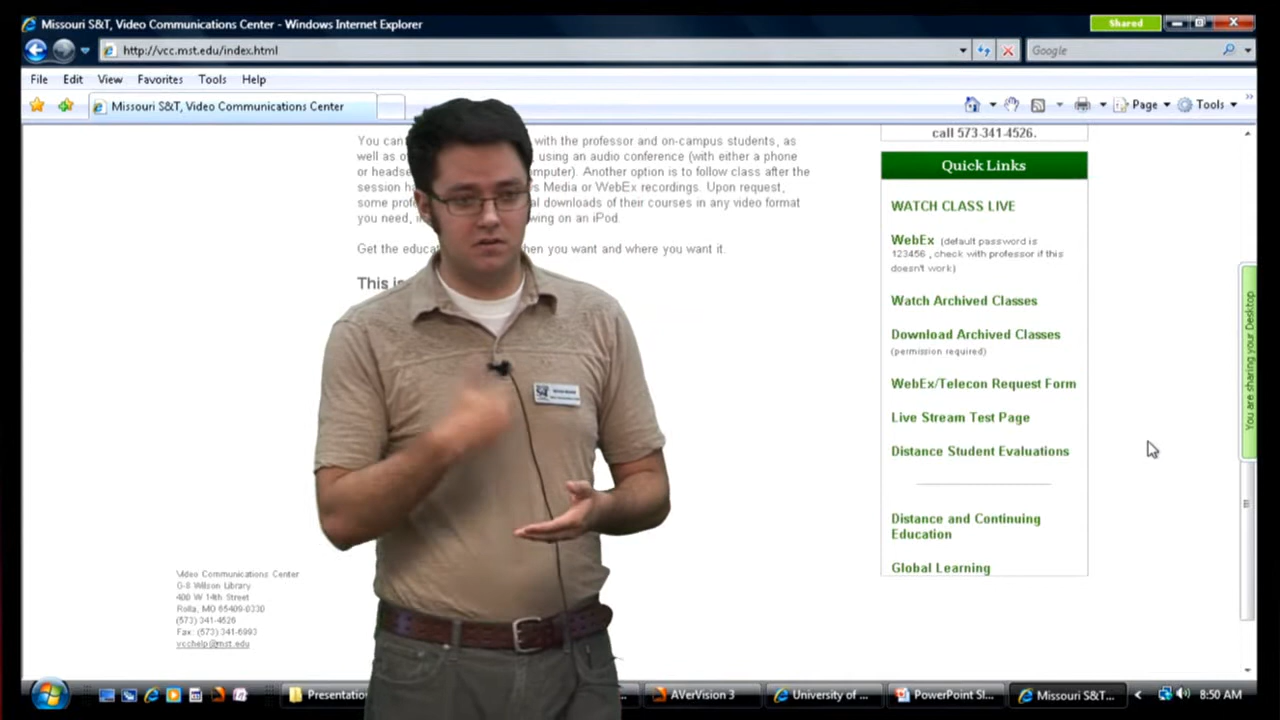 Missouri S&T, Video Communications Center - Windows Internet Explorer
Shared
http://vcc.mst.edu/index.html
Google
File Edit View Favorites Tools Help
Missouri S&T, Video Communications Center
Page Tools
You can with the professor and on-campus students, as
well as o using an audio conference (with either a phone
or heads mputer). Another option is to follow class after the
session ha s Media or WebEx recordings. Upon request,
some prof al downloads of their courses in any video format
you need, i wing on an iPod.
Get the educa hen you want and where you want it.
This is
call 573-341-4526.
Quick Links
WATCH CLASS LIVE
WebEx (default password is
123456 , check with professor if this
doesn't work)
Watch Archived Classes
Download Archived Classes
(permission required)
WebEx/Telecon Request Form
Live Stream Test Page
Distance Student Evaluations
Distance and Continuing
Education
Global Learning
You are sharing your Desktop
Video Communications Center
G-8 Wilson Library
400 W 14th Street
Rolla, MO 65409-0330
(573) 341-4526
Fax: (573) 341-6993
vcchelp@mst.edu
Presentatio ... AVerVision 3 University of ... PowerPoint Sl... Missouri S&T... 8:50 AM